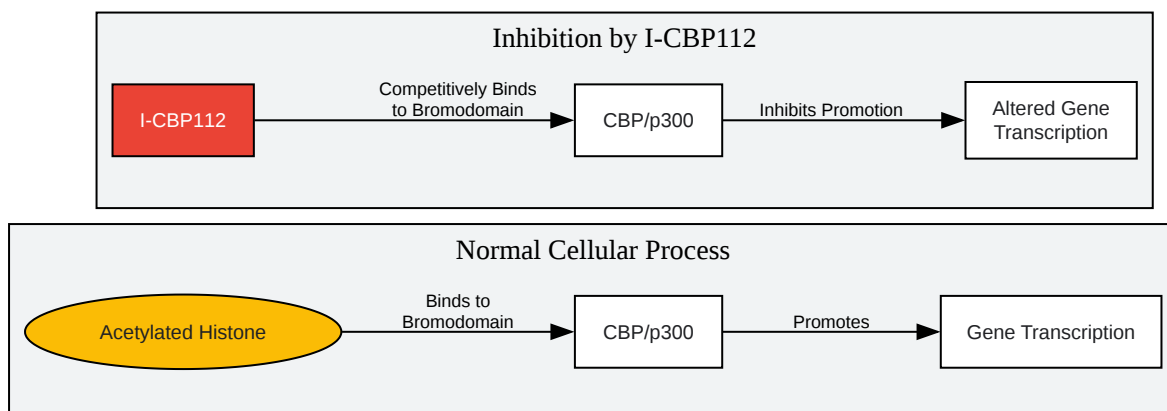 Inhibition by I-CBP112
I-CBP112
Competitively Binds
to Bromodomain
CBP/p300
Inhibits Promotion
Altered Gene
Transcription
Normal Cellular Process
Acetylated Histone
Binds to
Bromodomain
CBP/p300
Promotes
Gene Transcription